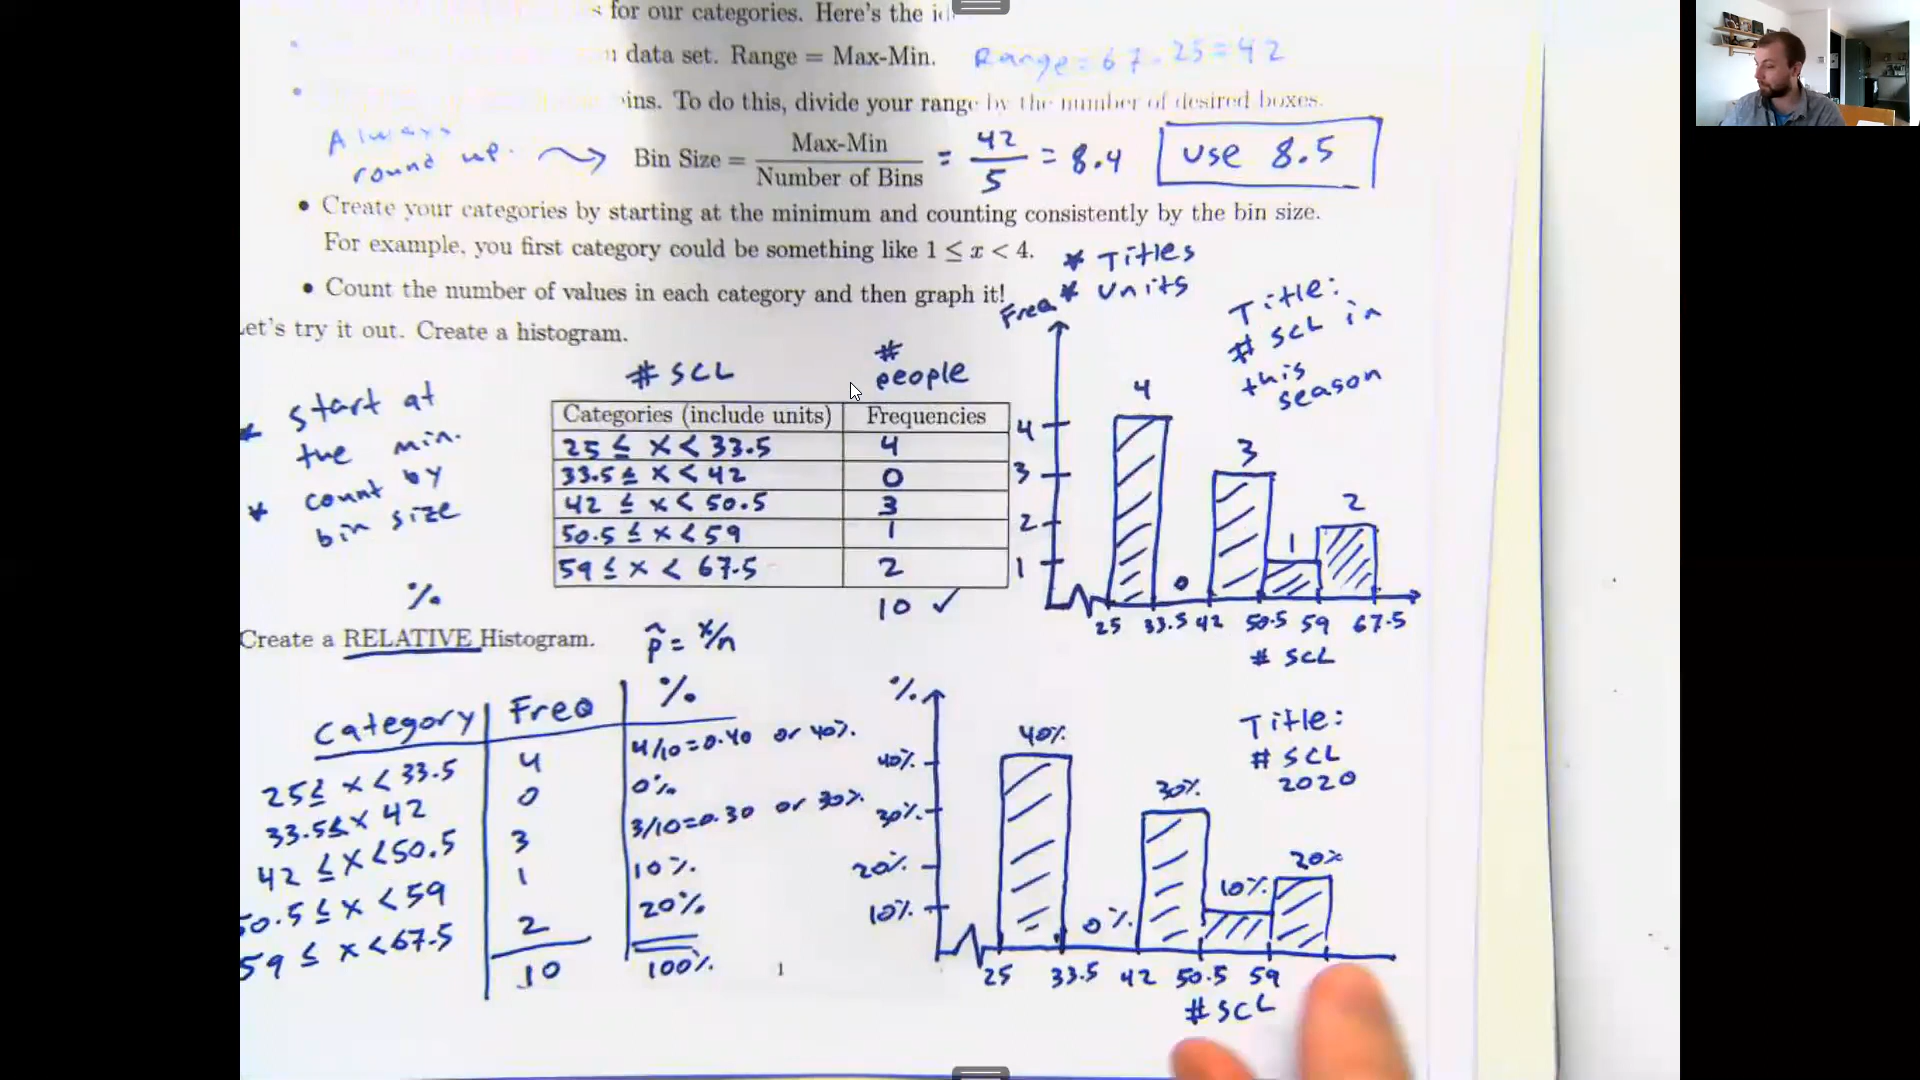 for our categories. Here's the
data set. Range = Max-Min. Range = 67-25=42
ins. To do this, divide your range by the number of desired boxes.
Always
round up.
Bin Size = Max-Min / Number of Bins = 42/5 = 8.4 use 8.5
• Create your categories by starting at the minimum and counting consistently by the bin size.
For example, you first category could be something like 1 ≤ x < 4.
• Count the number of values in each category and then graph it!
* Titles
* Units
Let's try it out. Create a histogram.
* start at
the min.
* count by
bin size
# SCL # people
Categories (include units) Frequencies
25 ≤ x < 33.5 4
33.5 ≤ x < 42 0
42 ≤ x < 50.5 3
50.5 ≤ x < 59 1
59 ≤ x < 67.5 2
10 ✓
Freq
Title:
# SCL in
this
season
4
3
2
1
4
0
3
1
2
25 33.5 42 50.5 59 67.5
# SCL
%
Create a RELATIVE Histogram.
p̂ = x/n
Category Freq %
25 ≤ x < 33.5 4 4/10=0.40 or 40%.
33.5 ≤ x 42 0 0%
42 ≤ x < 50.5 3 3/10=0.30 or 30%
50.5 ≤ x < 59 1 10%
59 ≤ x < 67.5 2 20%
10 100%
%
Title:
# SCL
2020
40%
30%
20%
10%
40%
0%
30%
10%
20%
25 33.5 42 50.5 59
# SCL
1